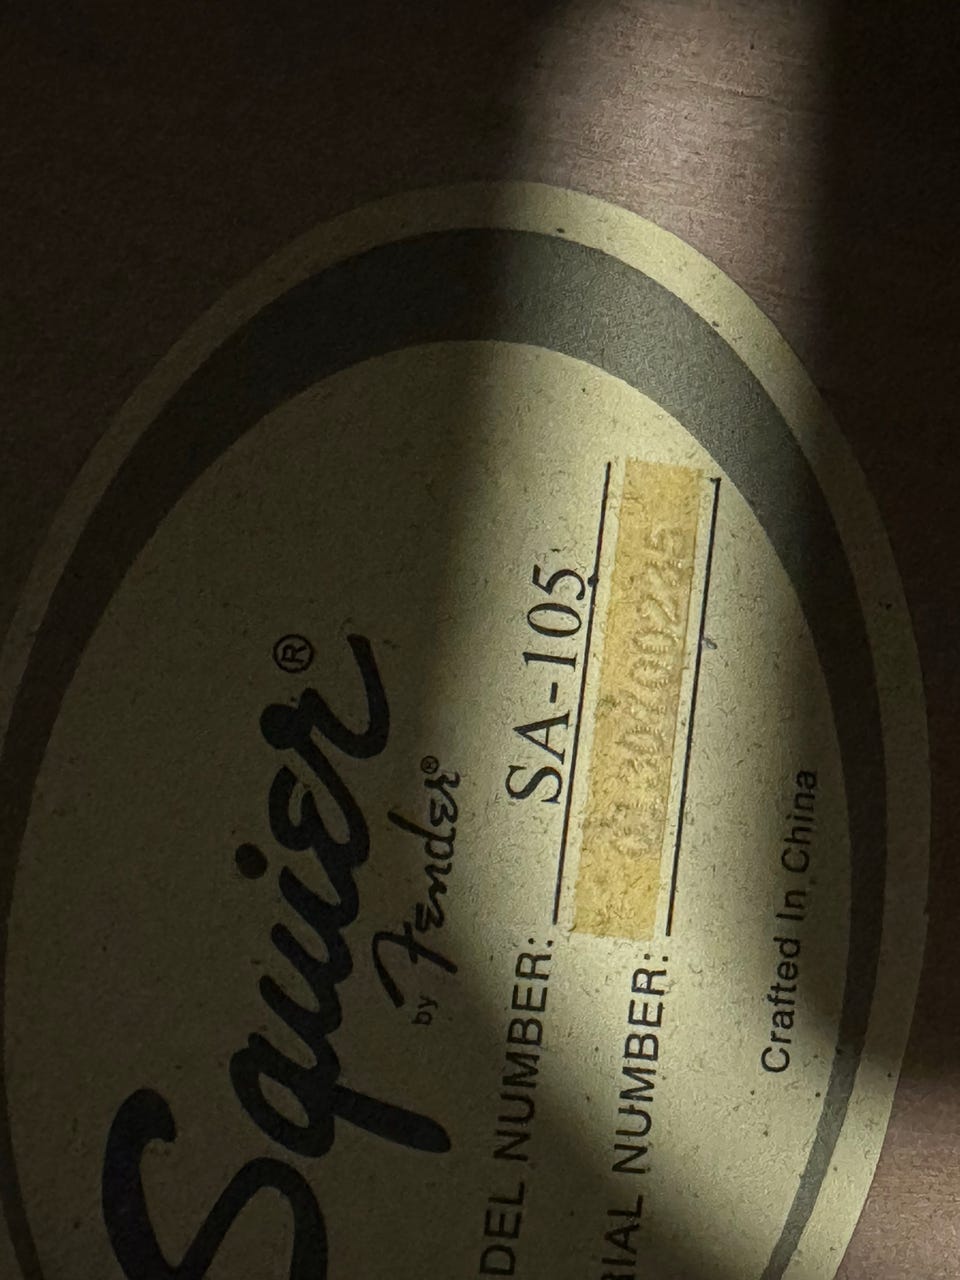 Squier®
by Fender®
DEL NUMBER: SA-105
RIAL NUMBER:
Crafted In China